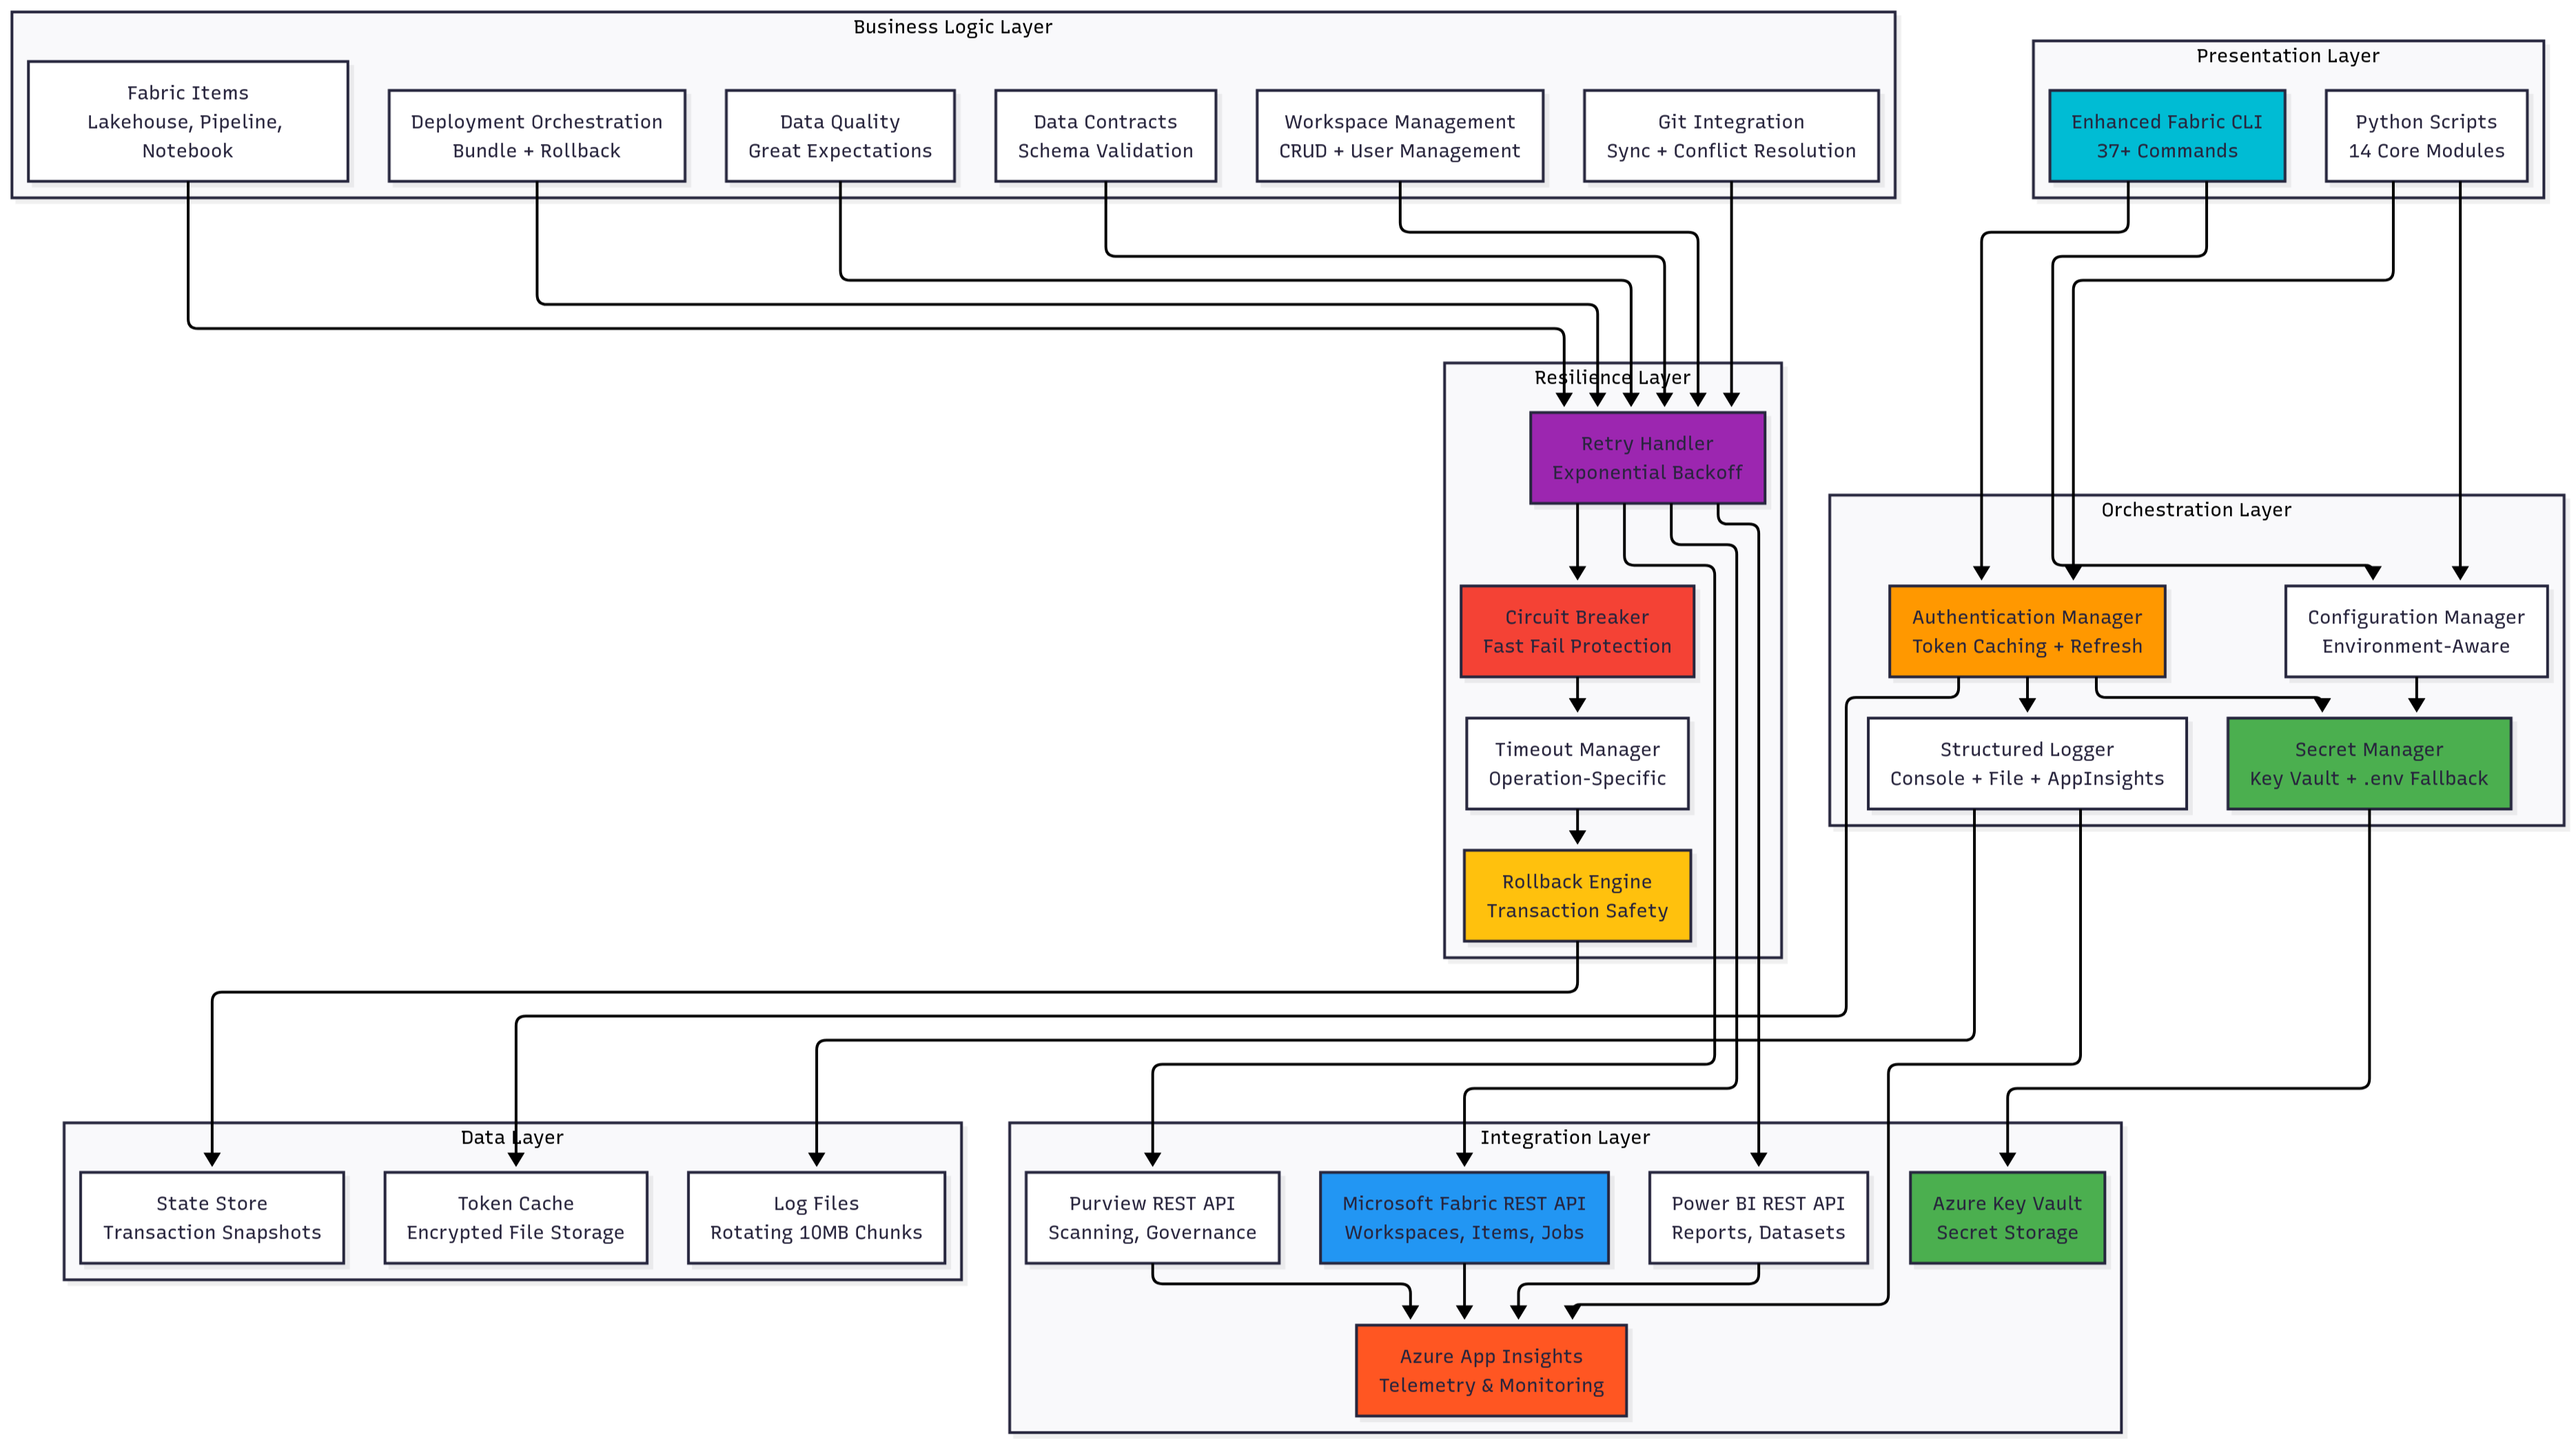 Business Logic Layer
Fabric Items
Lakehouse, Pipeline,
Notebook
Deployment Orchestration
Bundle + Rollback
Data Quality
Great Expectations
Data Contracts
Schema Validation
Workspace Management
CRUD + User Management
Git Integration
Sync + Conflict Resolution
Presentation Layer
Enhanced Fabric CLI
37+ Commands
Python Scripts
14 Core Modules
Resilience Layer
Retry Handler
Exponential Backoff
Circuit Breaker
Fast Fail Protection
Timeout Manager
Operation-Specific
Rollback Engine
Transaction Safety
Orchestration Layer
Authentication Manager
Token Caching + Refresh
Configuration Manager
Environment-Aware
Structured Logger
Console + File + AppInsights
Secret Manager
Key Vault + .env Fallback
Data Layer
State Store
Transaction Snapshots
Token Cache
Encrypted File Storage
Log Files
Rotating 10MB Chunks
Integration Layer
Purview REST API
Scanning, Governance
Microsoft Fabric REST API
Workspaces, Items, Jobs
Power BI REST API
Reports, Datasets
Azure Key Vault
Secret Storage
Azure App Insights
Telemetry & Monitoring